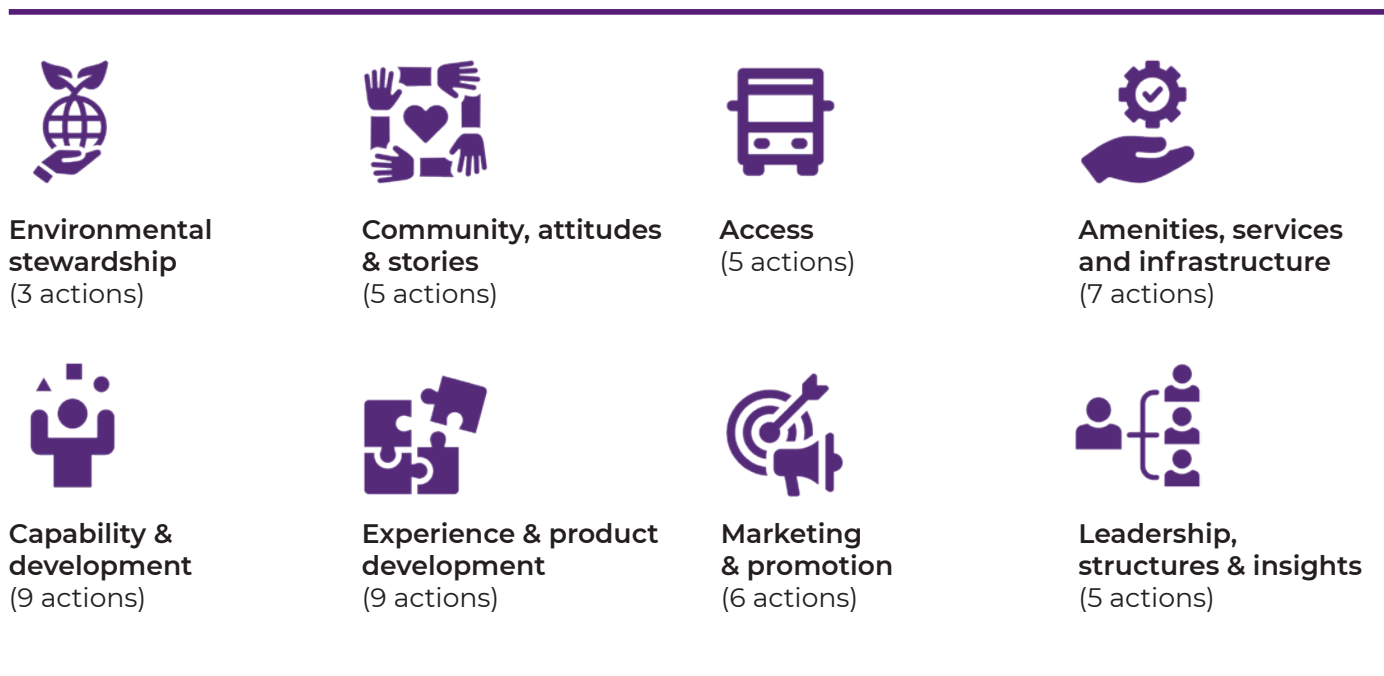 Environmental
stewardship
(3 actions)
Community, attitudes
& stories
(5 actions)
Access
(5 actions)
Amenities, services
and infrastructure
(7 actions)
Capability &
development
(9 actions)
Experience & product
development
(9 actions)
Marketing
& promotion
(6 actions)
Leadership,
structures & insights
(5 actions)